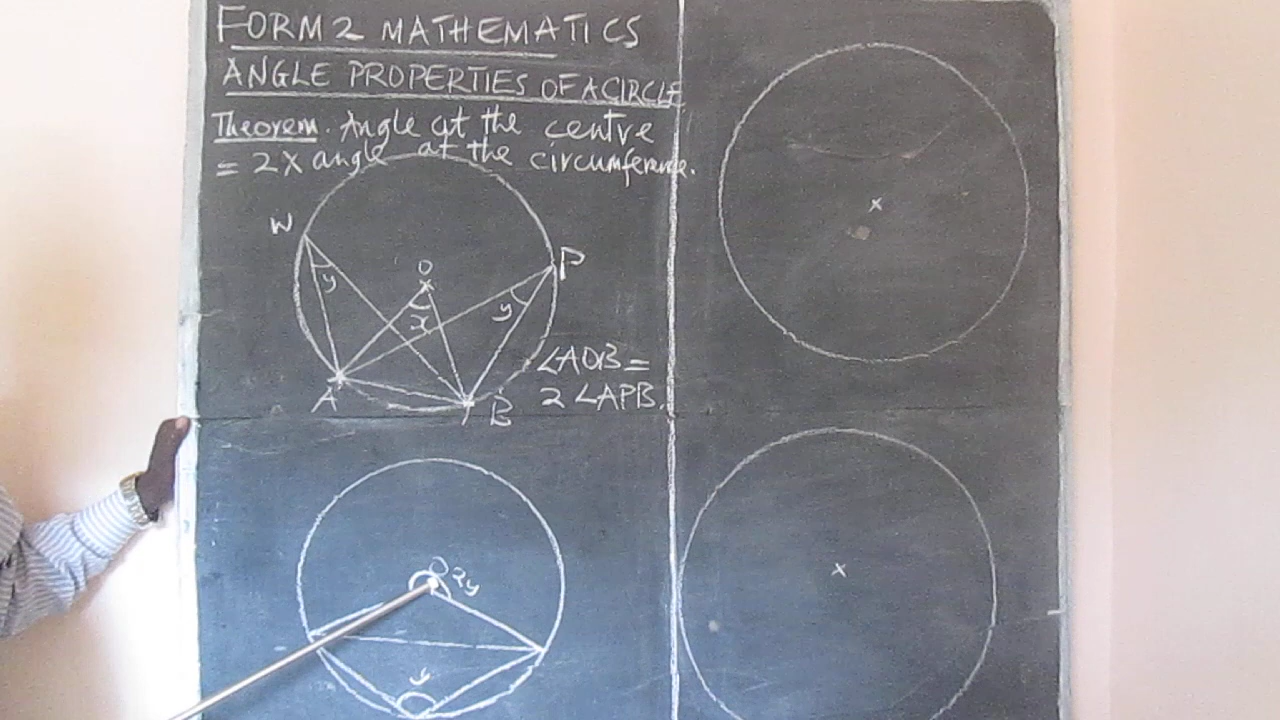 FORM 2 MATHEMATICS
ANGLE PROPERTIES OF A CIRCLE
Theorem. Angle at the centre
= 2 x angle at the circumference.
W
O
P
y
x
y
∠AOB =
2 ∠APB.
A
B
O 2y
y